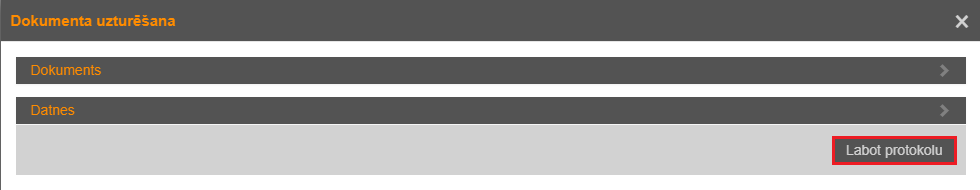 Dokumenta uzturēšana
Dokuments
Datnes
Labot protokolu